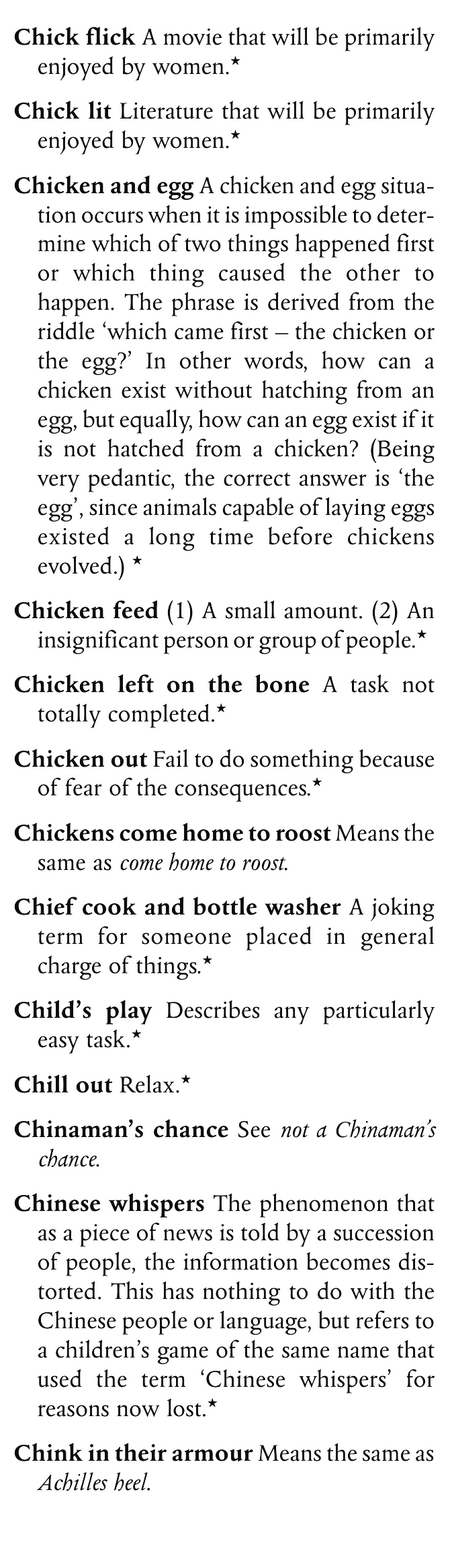 Chick flick A movie that will be primarily
enjoyed by women.★
Chick lit Literature that will be primarily
enjoyed by women.★
Chicken and egg A chicken and egg situa-
tion occurs when it is impossible to deter-
mine which of two things happened first
or which thing caused the other to
happen. The phrase is derived from the
riddle ‘which came first – the chicken or
the egg?’ In other words, how can a
chicken exist without hatching from an
egg, but equally, how can an egg exist if it
is not hatched from a chicken? (Being
very pedantic, the correct answer is ‘the
egg’, since animals capable of laying eggs
existed a long time before chickens
evolved.) ★
Chicken feed (1) A small amount. (2) An
insignificant person or group of people.★
Chicken left on the bone A task not
totally completed.★
Chicken out Fail to do something because
of fear of the consequences.★
Chickens come home to roost Means the
same as come home to roost.
Chief cook and bottle washer A joking
term for someone placed in general
charge of things.★
Child’s play Describes any particularly
easy task.★
Chill out Relax.★
Chinaman’s chance See not a Chinaman’s
chance.
Chinese whispers The phenomenon that
as a piece of news is told by a succession
of people, the information becomes dis-
torted. This has nothing to do with the
Chinese people or language, but refers to
a children’s game of the same name that
used the term ‘Chinese whispers’ for
reasons now lost.★
Chink in their armour Means the same as
Achilles heel.